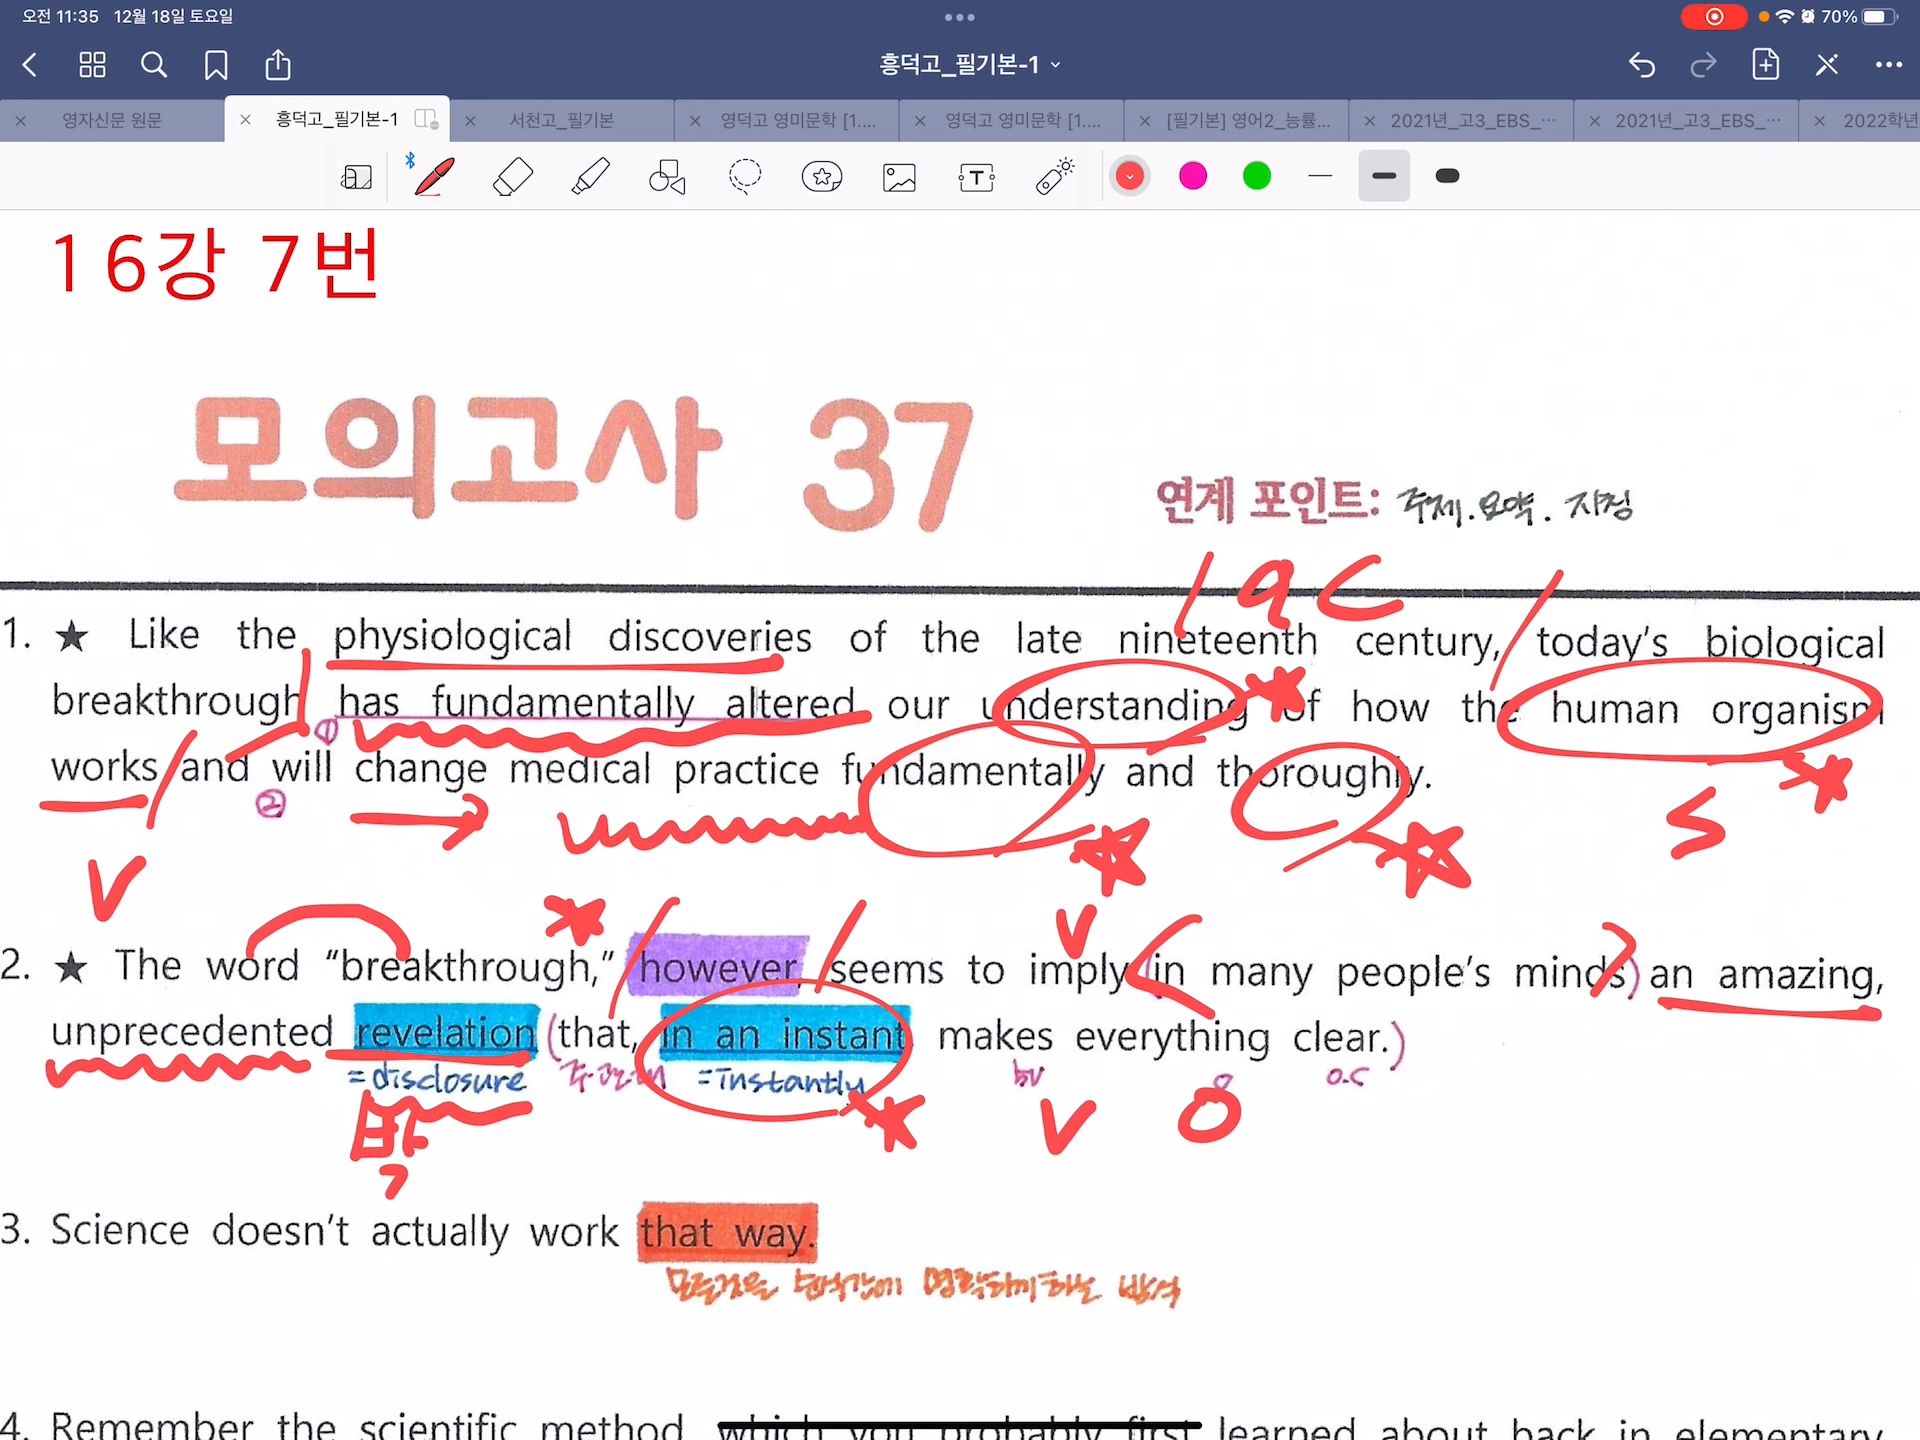 오전 11:35 12월 18일 토요일
70%
흥덕고_필기본-1
영자신문 원문 흥덕고_필기본-1 서천고_필기본 영덕고 영미문학 [1.... 영덕고 영미문학 [1.... [필기본] 영어2_능률... 2021년_고3_EBS_... 2021년_고3_EBS_... 2022학년
16강 7번
모의고사 37
연계 포인트: 주제.요약. 지칭
19C
1. ★ Like the physiological discoveries of the late nineteenth century, today's biological
breakthrough has fundamentally altered our understanding of how the human organism
①
works and will change medical practice fundamentally and thoroughly.
②
S
V
V
2. ★ The word "breakthrough," however, seems to imply (in many people's minds) an amazing,
unprecedented revelation (that, in an instant, makes everything clear.)
=disclosure 주관대 =instantly 5v O O.C
V O
3. Science doesn't actually work that way.
모든것을 순식간에 명확하게하는 방식
4. Remember the scientific method, which you probably first learned about back in elementary